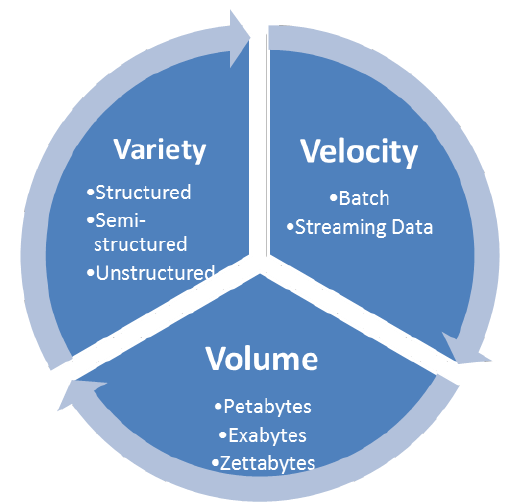 Variety
•Structured
•Semi-
structured
•Unstructured
Velocity
•Batch
•Streaming Data
Volume
•Petabytes
•Exabytes
•Zettabytes